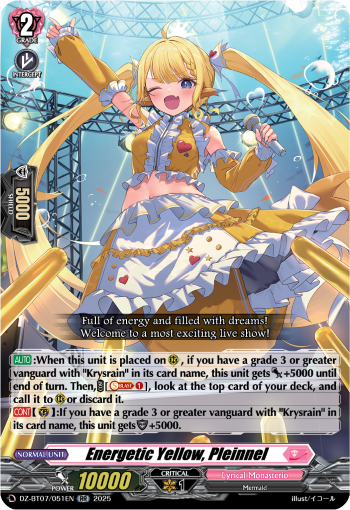 2
GRADE
INTERCEPT
5000
SHIELD
Full of energy and filled with dreams!
Welcome to a most exciting live show!
AUTO:When this unit is placed on , if you have a grade 3 or greater
vanguard with "Krysrain" in its card name, this unit gets +5000 until
end of turn. Then, [SOUL BLAST 1], look at the top card of your deck, and
call it to or discard it.
CONT[ ]:If you have a grade 3 or greater vanguard with "Krysrain" in
its card name, this unit gets +5000.
NORMAL UNIT
Energetic Yellow, Pleinnel
POWER
10000
CRITICAL
1
Lyrical Monasterio
Mermaid
DZ-BT07/051EN RR 2025
illust/イコール